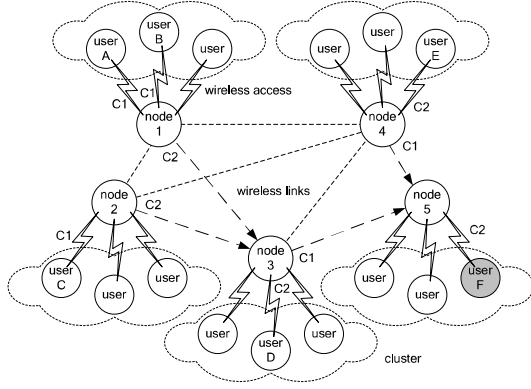 user
A
user
B
user
user
user
user
E
C1
C1
wireless access
C2
node
1
node
4
C2
C1
wireless links
node
2
C2
node
5
C1
C2
node
3
C1
C2
user
C
user
user
user
user
user
F
user
user
D
user
cluster